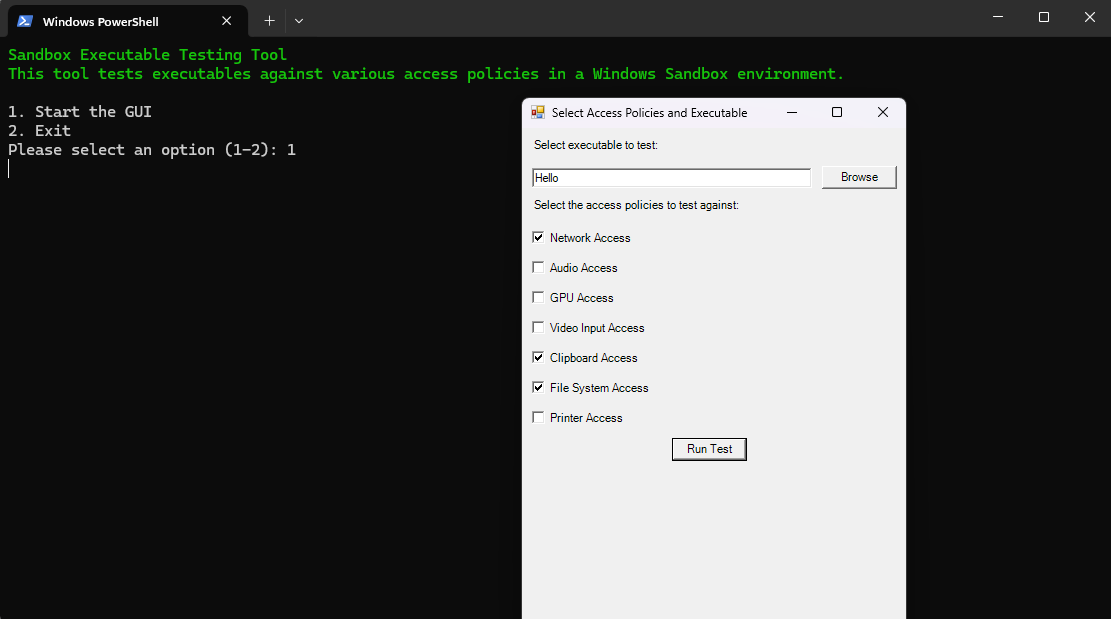 Windows PowerShell
Sandbox Executable Testing Tool
This tool tests executables against various access policies in a Windows Sandbox environment.
1. Start the GUI
2. Exit
Please select an option (1-2): 1
Select Access Policies and Executable
Select executable to test:
Hello
Browse
Select the access policies to test against:
Network Access
Audio Access
GPU Access
Video Input Access
Clipboard Access
File System Access
Printer Access
Run Test